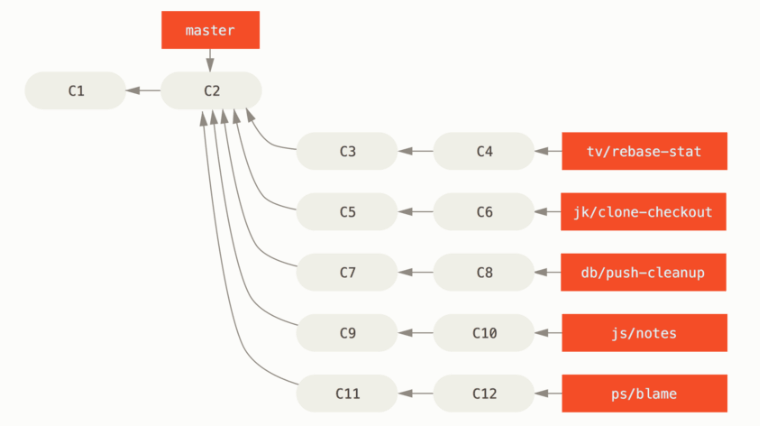 master
C1
C2
C3
C4
tv/rebase-stat
C5
C6
jk/clone-checkout
C7
C8
db/push-cleanup
C9
C10
js/notes
C11
C12
ps/blame